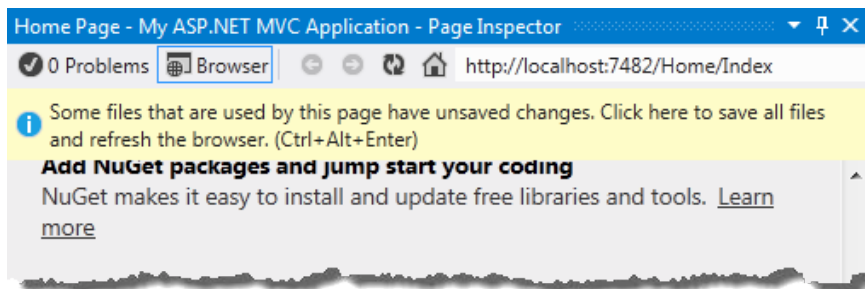 Home Page - My ASP.NET MVC Application - Page Inspector
0 Problems Browser http://localhost:7482/Home/Index
Some files that are used by this page have unsaved changes. Click here to save all files
and refresh the browser. (Ctrl+Alt+Enter)
Add NuGet packages and jump start your coding
NuGet makes it easy to install and update free libraries and tools. Learn
more